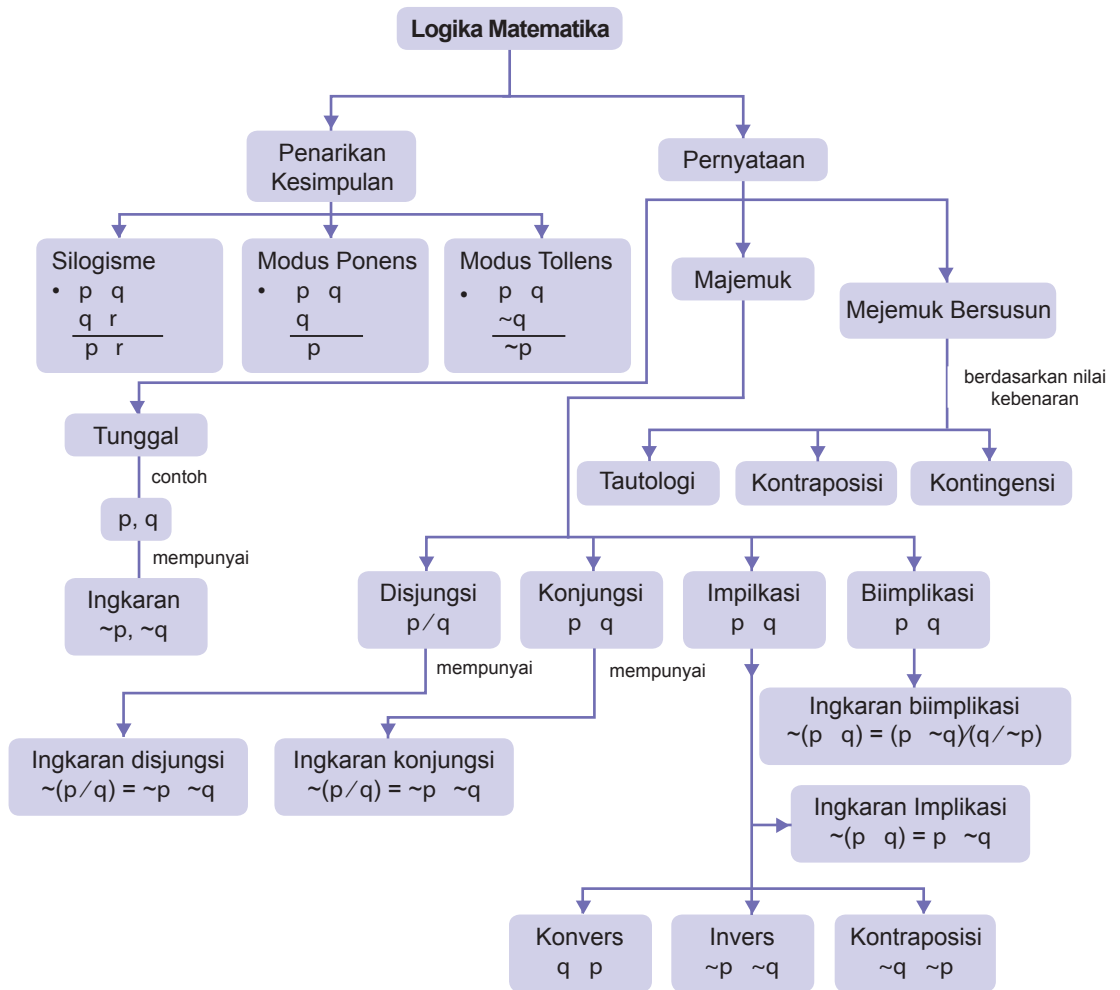 Logika Matematika
Penarikan
Kesimpulan
Pernyataan
Silogisme
• p q
q r
p r
Modus Ponens
• p q
q
p
Modus Tollens
• p q
~q
~p
Majemuk
Mejemuk Bersusun
berdasarkan nilai
kebenaran
Tunggal
contoh
p, q
mempunyai
Ingkaran
~p, ~q
Tautologi
Kontraposisi
Kontingensi
Disjungsi
p ⁄ q
Konjungsi
p q
Impilkasi
p q
Biimplikasi
p q
mempunyai
mempunyai
Ingkaran disjungsi
~(p ⁄ q) = ~p ~q
Ingkaran konjungsi
~(p ⁄ q) = ~p ~q
Ingkaran biimplikasi
~(p q) = (p ~q)⁄(q ⁄ ~p)
Ingkaran Implikasi
~(p q) = p ~q
Konvers
q p
Invers
~p ~q
Kontraposisi
~q ~p